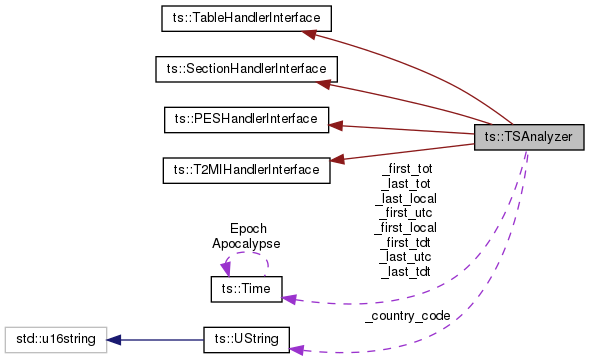 ts::TableHandlerInterface
ts::SectionHandlerInterface
ts::PESHandlerInterface
ts::TSAnalyzer
ts::T2MIHandlerInterface
_first_tot
_last_tot
_last_local
_first_utc
_first_local
_first_tdt
_last_utc
_last_tdt
Epoch
Apocalypse
ts::Time
_country_code
std::u16string
ts::UString